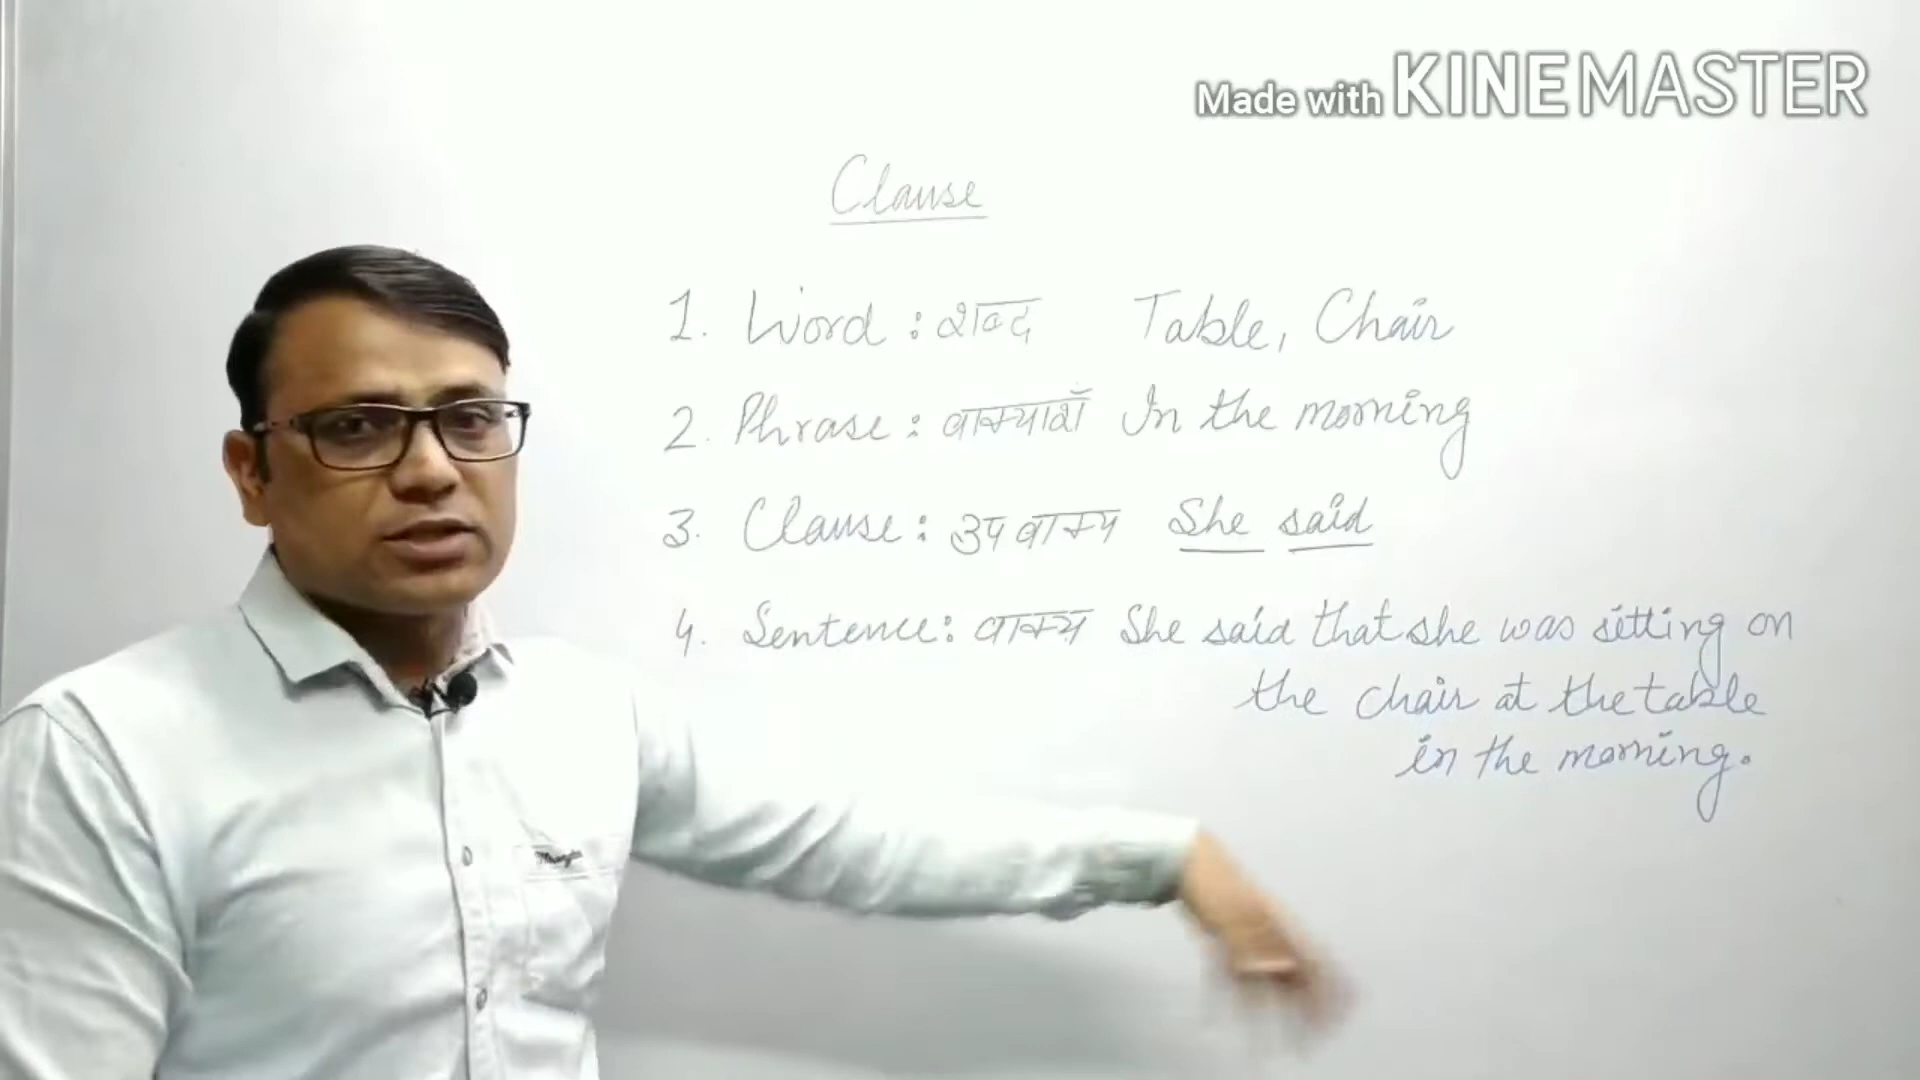 Made with KINEMASTER
Clause
1. Word : शब्द Table, Chair
2. Phrase : वाक्यांश In the morning
3. Clause : उपवाक्य She said
4. Sentence : वाक्य She said that she was sitting on
the chair at the table
in the morning.